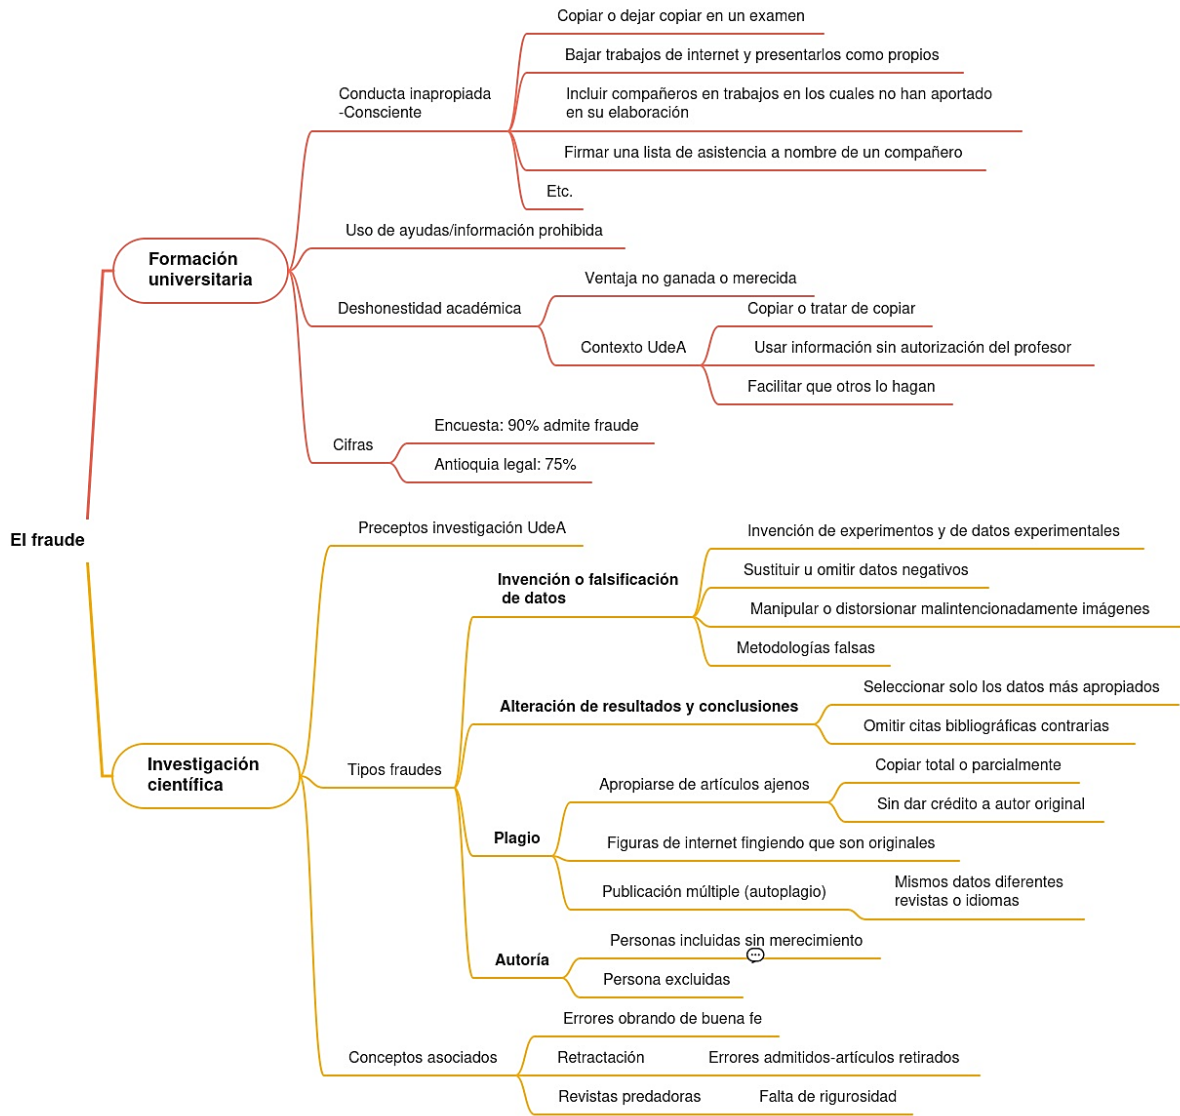 Copiar o dejar copiar en un examen
Bajar trabajos de internet y presentarlos como propios
Conducta inapropiada
-Consciente
Incluir compañeros en trabajos en los cuales no han aportado
en su elaboración
Firmar una lista de asistencia a nombre de un compañero
Etc.
Uso de ayudas/información prohibida
Formación
universitaria
Ventaja no ganada o merecida
Deshonestidad académica
Copiar o tratar de copiar
Contexto UdeA
Usar información sin autorización del profesor
Facilitar que otros lo hagan
Encuesta: 90% admite fraude
Cifras
Antioquia legal: 75%
El fraude
Preceptos investigación UdeA
Invención de experimentos y de datos experimentales
Sustituir u omitir datos negativos
Invención o falsificación
de datos
Manipular o distorsionar malintencionadamente imágenes
Metodologías falsas
Seleccionar solo los datos más apropiados
Alteración de resultados y conclusiones
Omitir citas bibliográficas contrarias
Investigación
científica
Tipos fraudes
Copiar total o parcialmente
Apropiarse de artículos ajenos
Sin dar crédito a autor original
Plagio
Figuras de internet fingiendo que son originales
Publicación múltiple (autoplagio)
Mismos datos diferentes
revistas o idiomas
Personas incluidas sin merecimiento
Autoría
Persona excluidas
Errores obrando de buena fe
Conceptos asociados
Retractación
Errores admitidos-artículos retirados
Revistas predadoras
Falta de rigurosidad